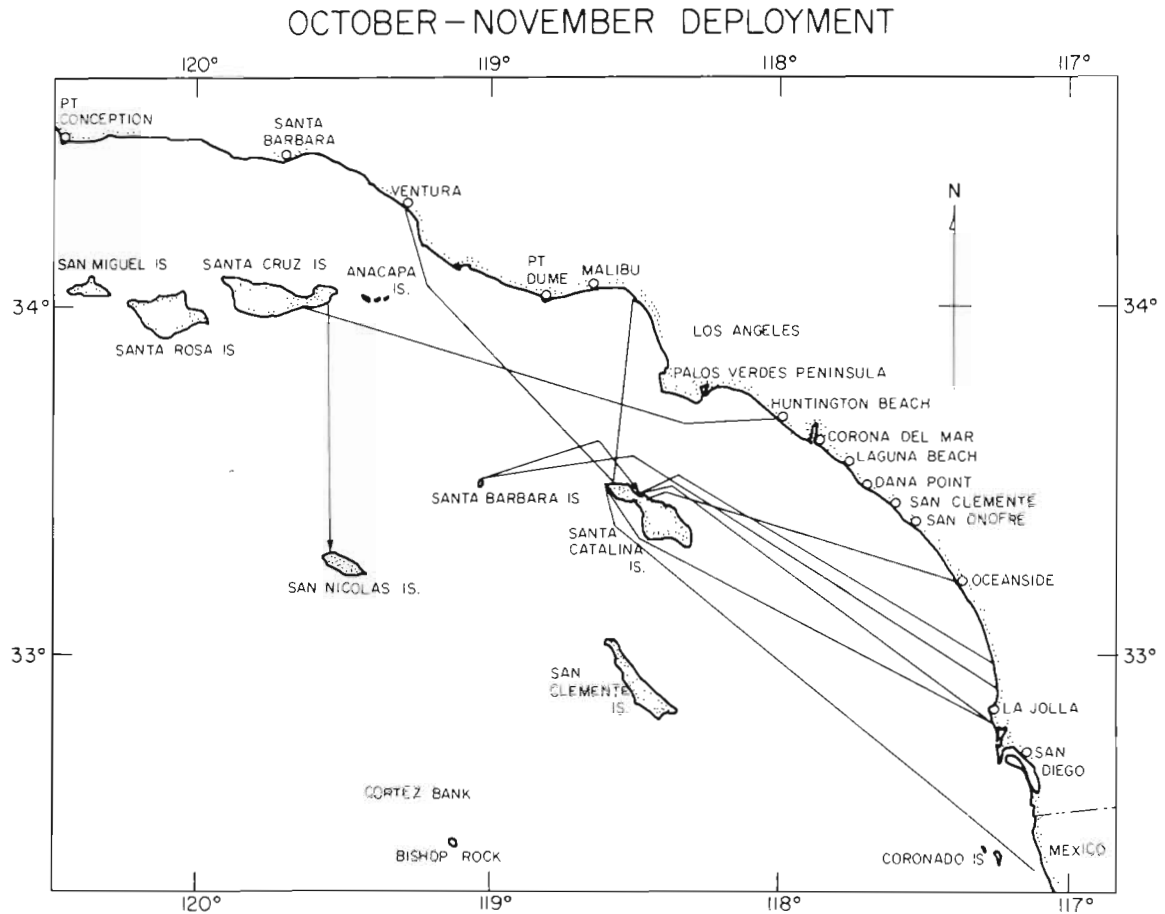 OCTOBER – NOVEMBER DEPLOYMENT
120°
119°
118°
117°
PT
CONCEPTION
SANTA
BARBARA
VENTURA
N
SAN MIGUEL IS
SANTA CRUZ IS
ANACAPA
IS.
PT
DUME
MALIBU
34°
34°
SANTA ROSA IS
LOS ANGELES
PALOS VERDES PENINSULA
HUNTINGTON BEACH
CORONA DEL MAR
LAGUNA BEACH
DANA POINT
SAN CLEMENTE
SAN ONOFRE
SANTA BARBARA IS
SANTA
CATALINA
IS.
SAN NICOLAS IS.
OCEANSIDE
33°
33°
SAN
CLEMENTE
IS.
LA JOLLA
SAN
DIEGO
CORTEZ BANK
BISHOP ROCK
CORONADO IS
MEXICO
120°
119°
118°
117°